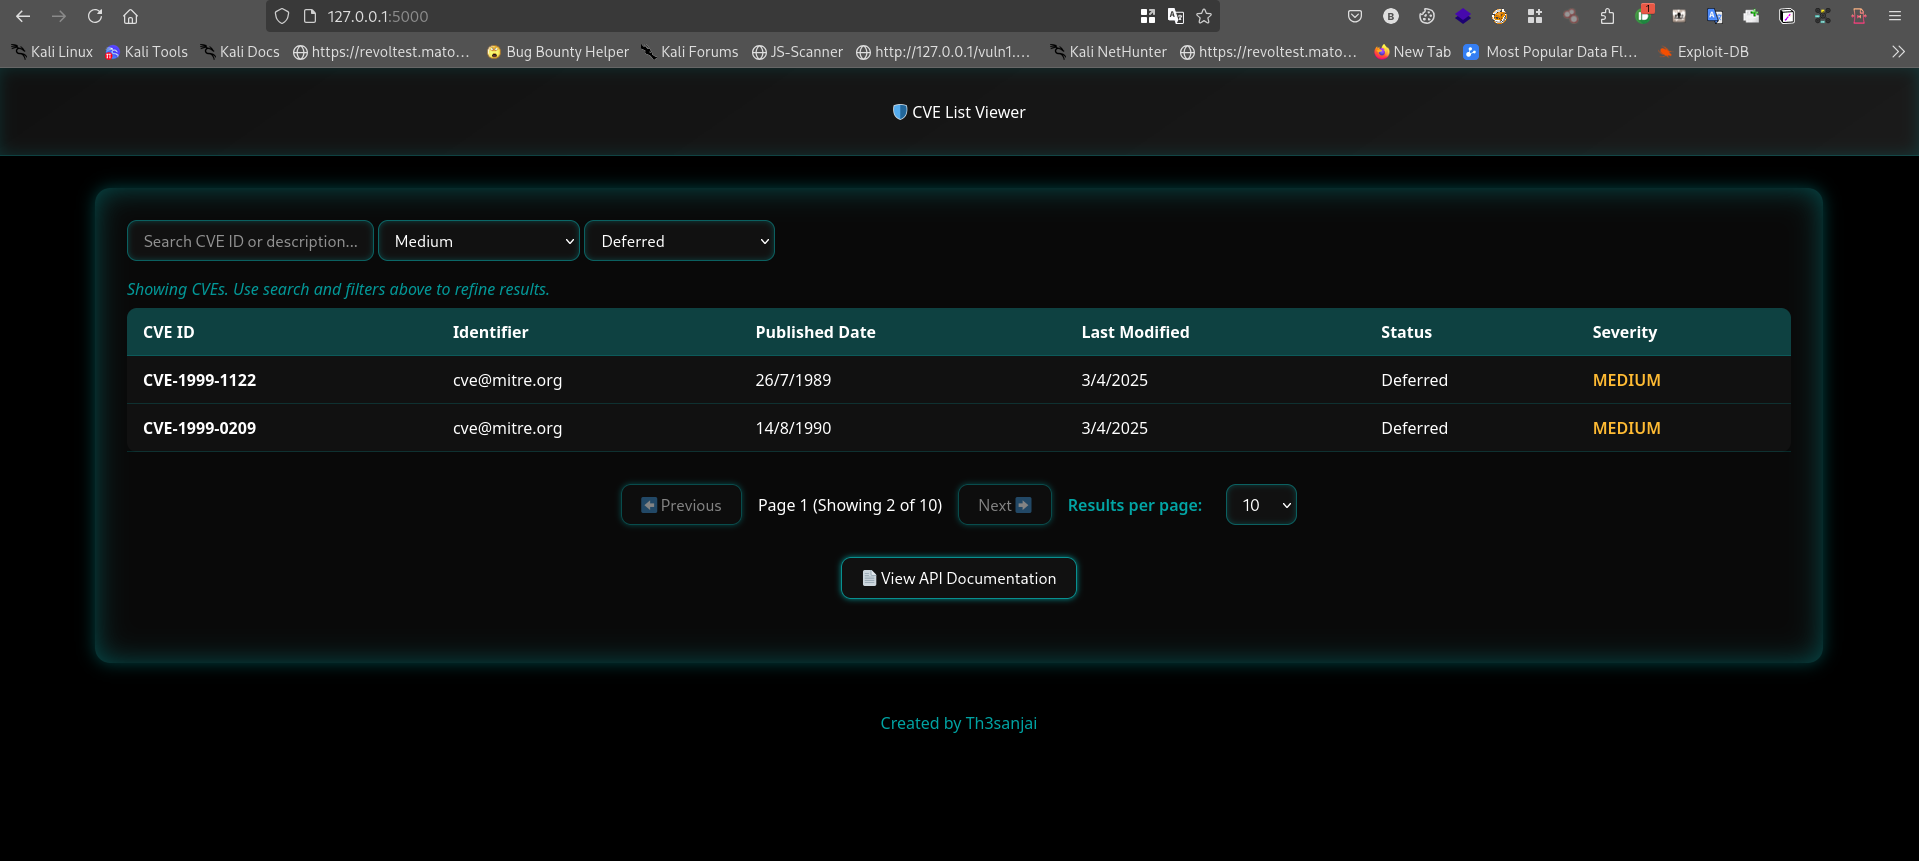 127.0.0.1:5000
1
Kali Linux Kali Tools Kali Docs https://revoltest.mato... Bug Bounty Helper Kali Forums JS-Scanner http://127.0.0.1/vuln1.... Kali NetHunter https://revoltest.mato... New Tab Most Popular Data Fl... Exploit-DB
CVE List Viewer
Search CVE ID or description... Medium Deferred
Showing CVEs. Use search and filters above to refine results.
CVE ID Identifier Published Date Last Modified Status Severity
CVE-1999-1122 cve@mitre.org 26/7/1989 3/4/2025 Deferred MEDIUM
CVE-1999-0209 cve@mitre.org 14/8/1990 3/4/2025 Deferred MEDIUM
Previous Page 1 (Showing 2 of 10) Next Results per page: 10
View API Documentation
Created by Th3sanjai